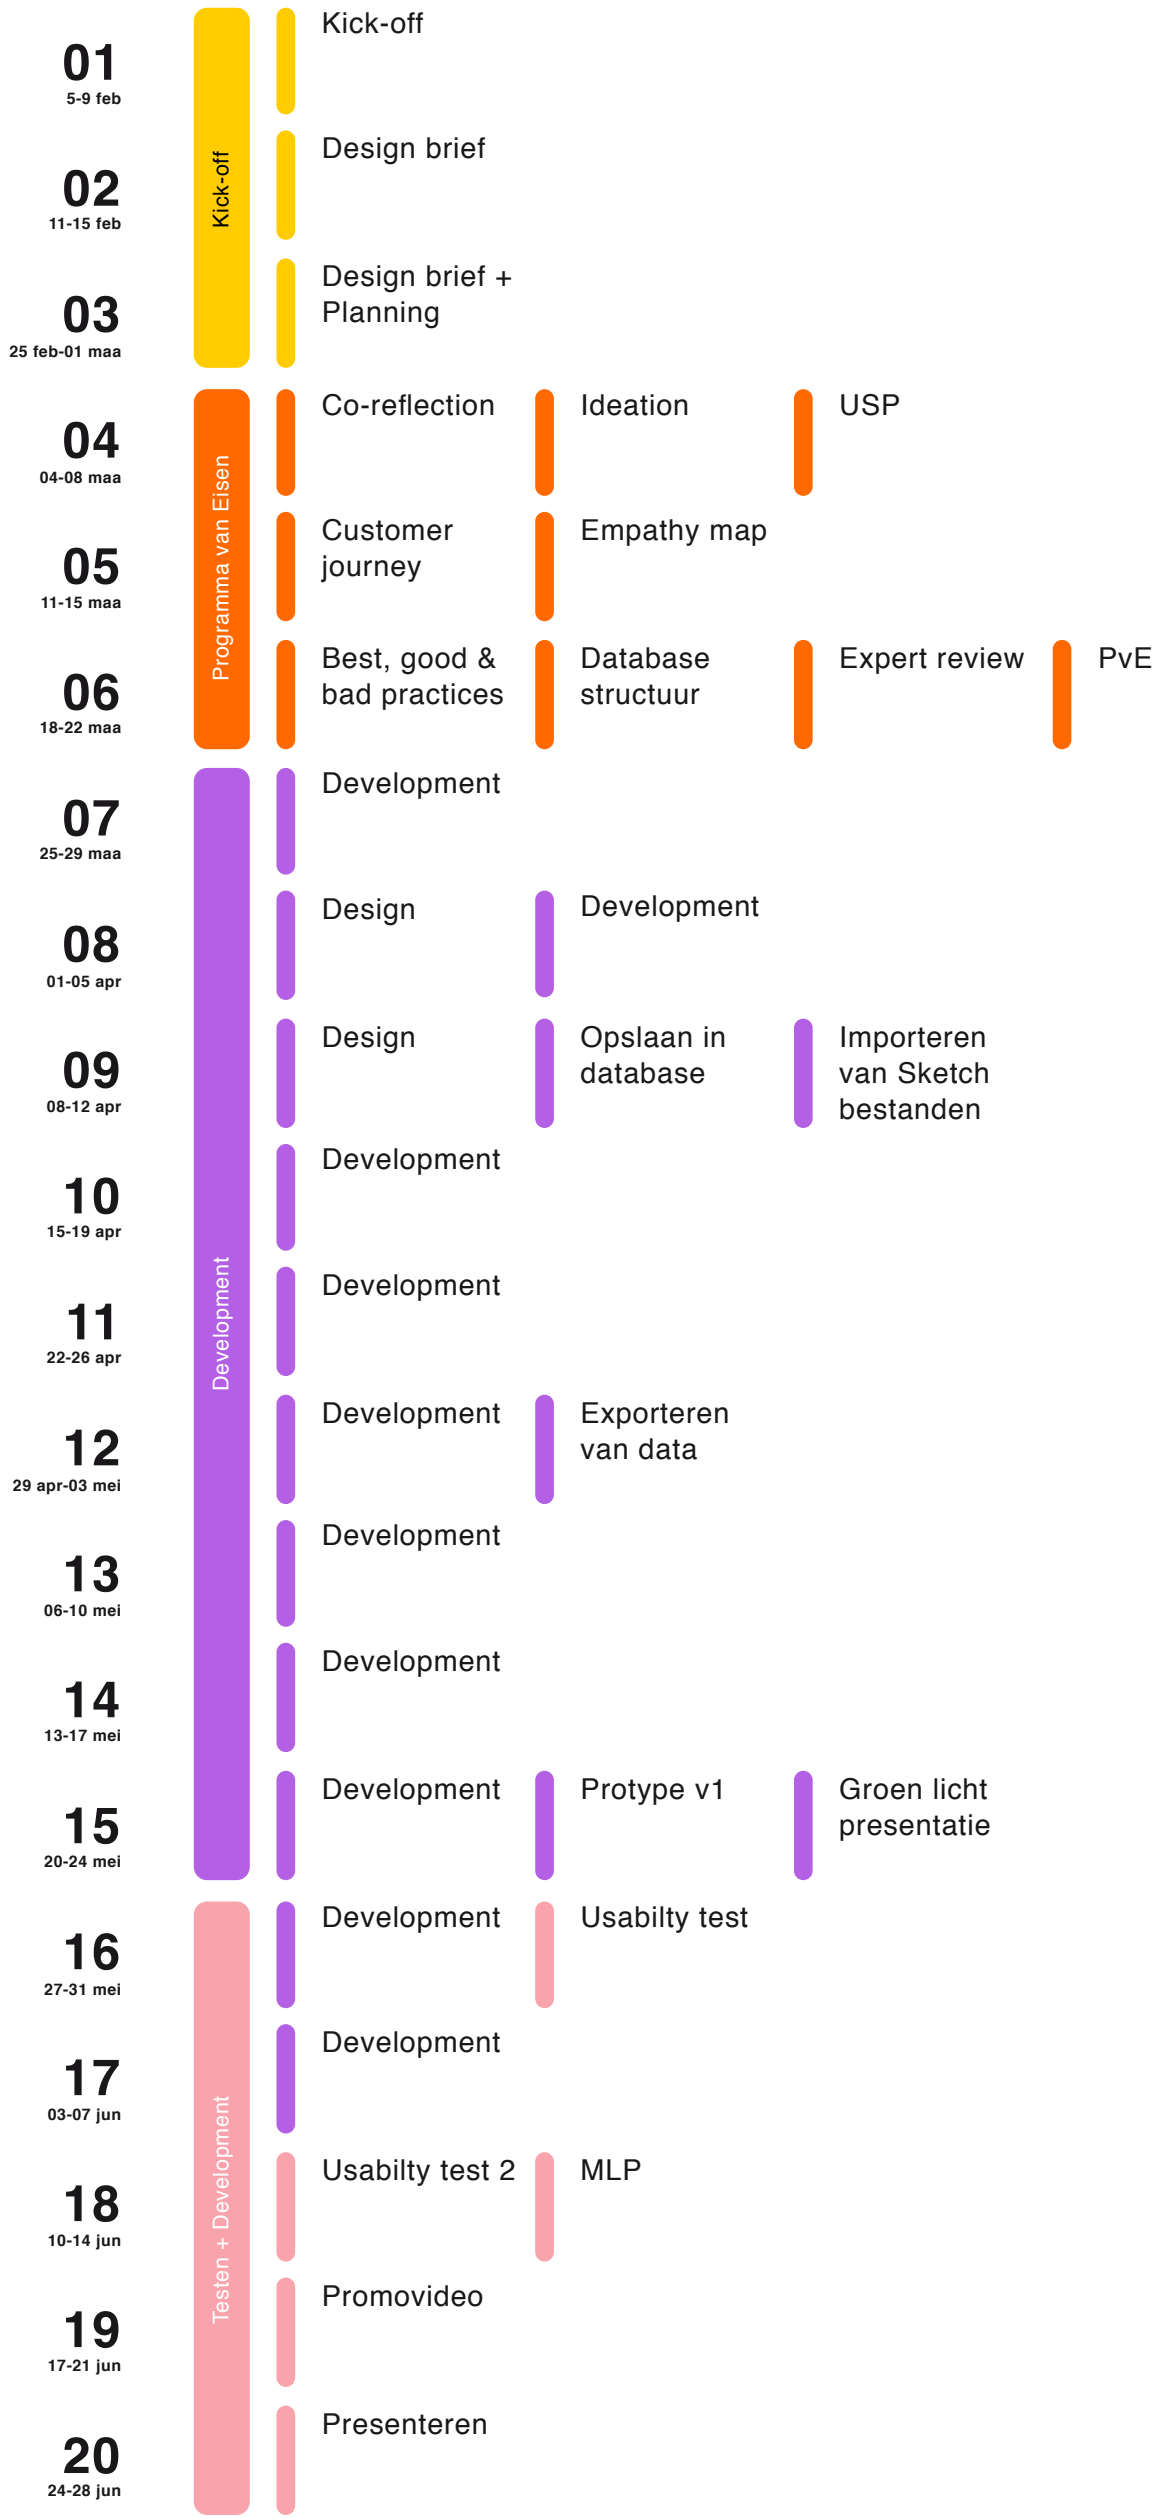 Kick-off
01
5-9 feb
Kick-off
Design brief
02
11-15 feb
Design brief +
Planning
03
25 feb-01 maa
Programma van Eisen
Co-reflection
Ideation
USP
04
04-08 maa
Customer
journey
Empathy map
05
11-15 maa
Best, good &
bad practices
Database
structuur
Expert review
PvE
06
18-22 maa
Development
Development
07
25-29 maa
Design
Development
08
01-05 apr
Design
Opslaan in
database
Importeren
van Sketch
bestanden
09
08-12 apr
Development
10
15-19 apr
Development
11
22-26 apr
Development
Exporteren
van data
12
29 apr-03 mei
Development
13
06-10 mei
Development
14
13-17 mei
Development
Protype v1
Groen licht
presentatie
15
20-24 mei
Testen + Development
Development
Usabilty test
16
27-31 mei
Development
17
03-07 jun
Usabilty test 2
MLP
18
10-14 jun
Promovideo
19
17-21 jun
Presenteren
20
24-28 jun